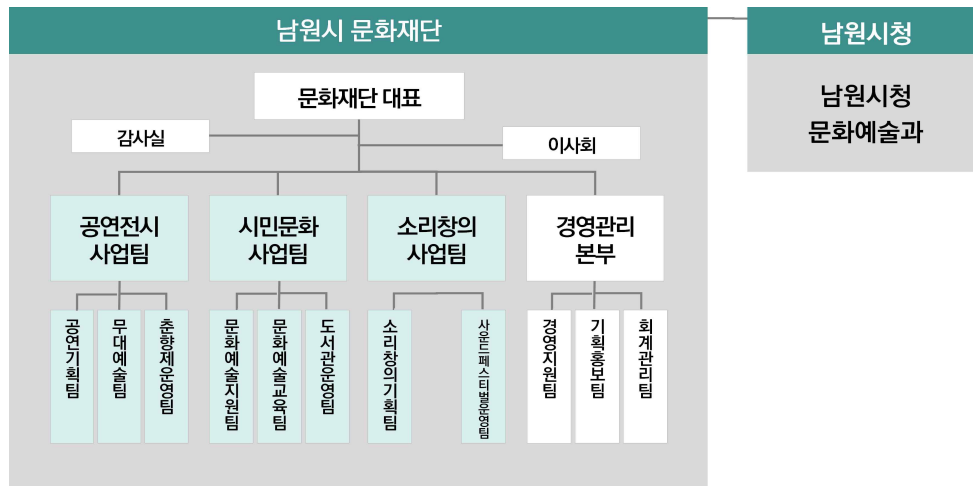 남원시 문화재단
남원시청
남원시청
문화예술과
문화재단 대표
감사실
이사회
공연전시
사업팀
시민문화
사업팀
소리창의
사업팀
경영관리
본부
공연기획팀
무대예술팀
춘향제운영팀
문화예술지원팀
문화예술교육팀
도서관운영팀
소리창의기획팀
사운드페스티벌운영팀
경영지원팀
기획홍보팀
회계관리팀